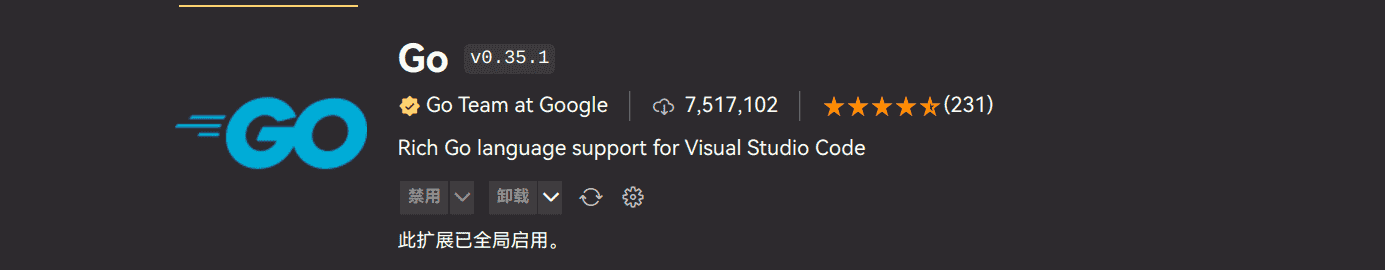 GO
Go v0.35.1
Go Team at Google 7,517,102 (231)
Rich Go language support for Visual Studio Code
禁用 卸载
此扩展已全局启用。